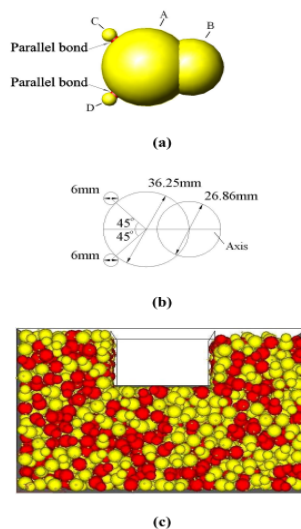 A
C
B
Parallel bond
Parallel bond
D
(a)
36.25mm
6mm
26.86mm
45°
45°
6mm
Axis
(b)
(c)